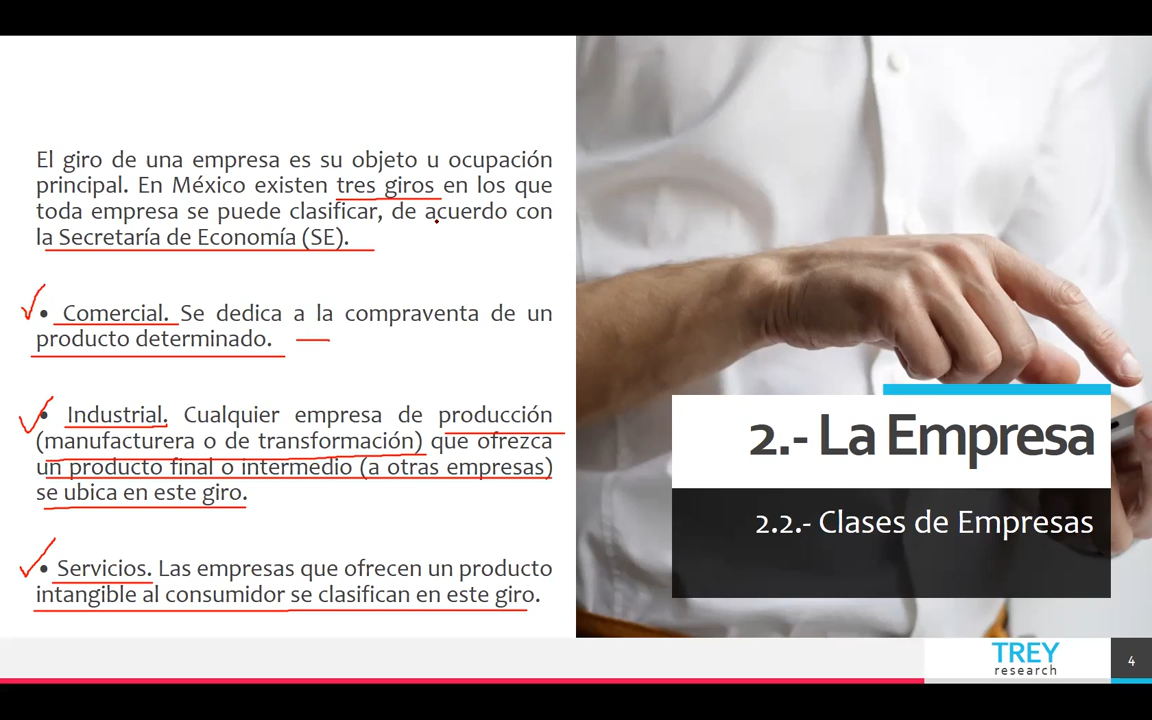 El giro de una empresa es su objeto u ocupación
principal. En México existen tres giros en los que
toda empresa se puede clasificar, de acuerdo con
la Secretaría de Economía (SE).
• Comercial. Se dedica a la compraventa de un
producto determinado.
• Industrial. Cualquier empresa de producción
(manufacturera o de transformación) que ofrezca
un producto final o intermedio (a otras empresas)
se ubica en este giro.
• Servicios. Las empresas que ofrecen un producto
intangible al consumidor se clasifican en este giro.
2.- La Empresa
2.2.- Clases de Empresas
TREY
research
4